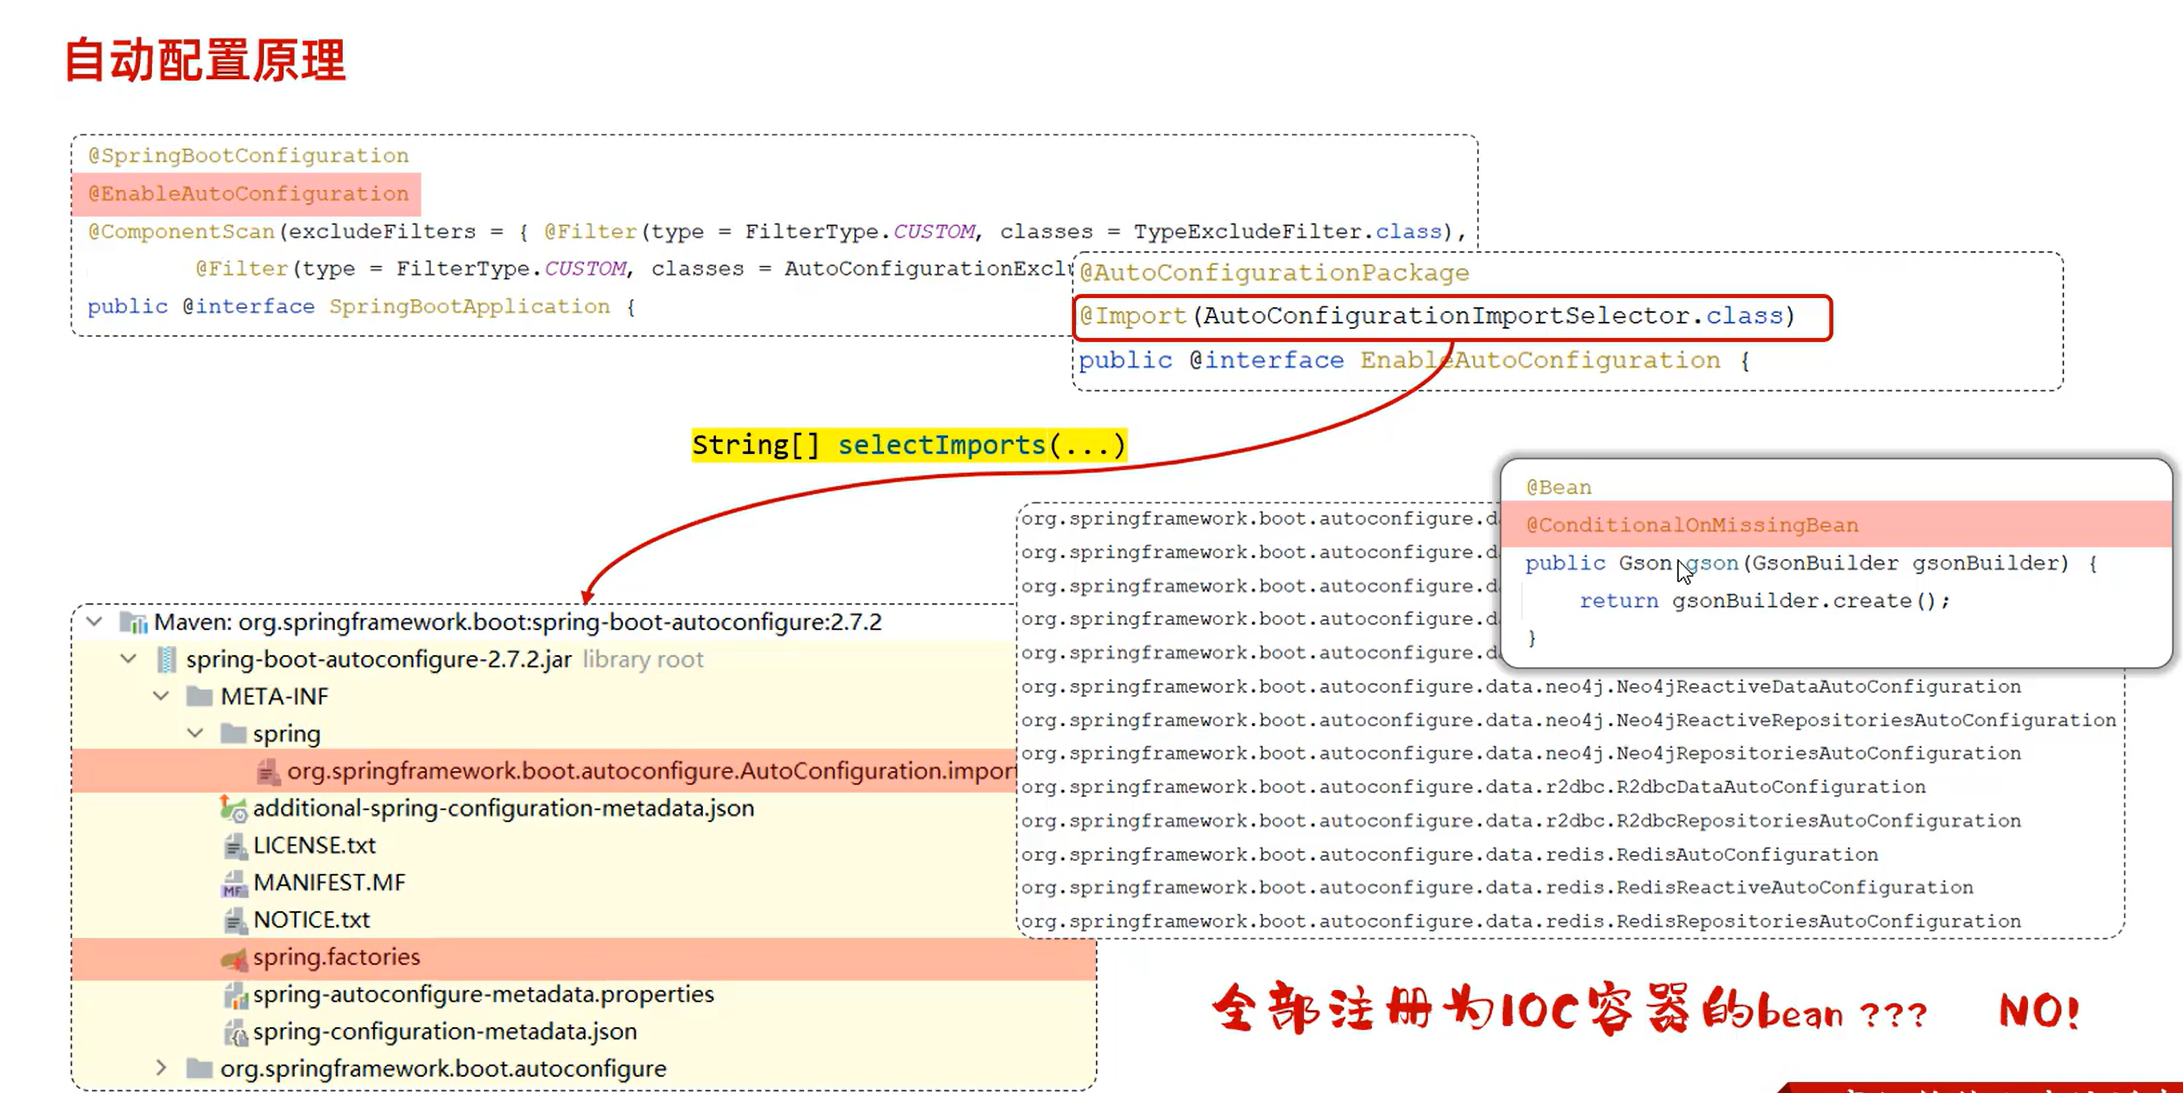 自动配置原理
@SpringBootConfiguration
@EnableAutoConfiguration
@ComponentScan(excludeFilters = { @Filter(type = FilterType.CUSTOM, classes = TypeExcludeFilter.class),
@Filter(type = FilterType.CUSTOM, classes = AutoConfigurationExcl
public @interface SpringBootApplication {
@AutoConfigurationPackage
@Import(AutoConfigurationImportSelector.class)
public @interface EnableAutoConfiguration {
String[] selectImports(...)
@Bean
@ConditionalOnMissingBean
public Gson gson(GsonBuilder gsonBuilder) {
return gsonBuilder.create();
}
org.springframework.boot.autoconfigure.d
org.springframework.boot.autoconfigure.d
org.springframework.boot.autoconfigure.d
org.springframework.boot.autoconfigure.d
org.springframework.boot.autoconfigure.d
org.springframework.boot.autoconfigure.data.neo4j.Neo4jReactiveDataAutoConfiguration
org.springframework.boot.autoconfigure.data.neo4j.Neo4jReactiveRepositoriesAutoConfiguration
org.springframework.boot.autoconfigure.data.neo4j.Neo4jRepositoriesAutoConfiguration
org.springframework.boot.autoconfigure.data.r2dbc.R2dbcDataAutoConfiguration
org.springframework.boot.autoconfigure.data.r2dbc.R2dbcRepositoriesAutoConfiguration
org.springframework.boot.autoconfigure.data.redis.RedisAutoConfiguration
org.springframework.boot.autoconfigure.data.redis.RedisReactiveAutoConfiguration
org.springframework.boot.autoconfigure.data.redis.RedisRepositoriesAutoConfiguration
Maven: org.springframework.boot:spring-boot-autoconfigure:2.7.2
spring-boot-autoconfigure-2.7.2.jar library root
META-INF
spring
org.springframework.boot.autoconfigure.AutoConfiguration.impor
additional-spring-configuration-metadata.json
LICENSE.txt
MANIFEST.MF
NOTICE.txt
spring.factories
spring-autoconfigure-metadata.properties
spring-configuration-metadata.json
org.springframework.boot.autoconfigure
全部注册为IOC容器的bean ??? NO!